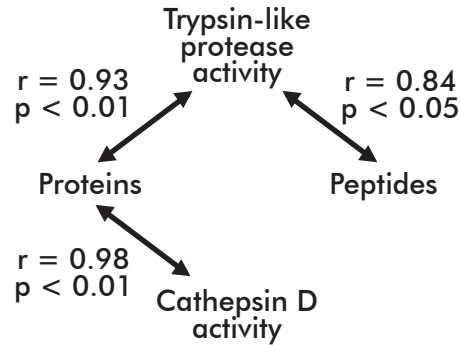 Trypsin-like
protease
activity
r = 0.93
p < 0.01
r = 0.84
p < 0.05
Proteins
Peptides
r = 0.98
p < 0.01
Cathepsin D
activity